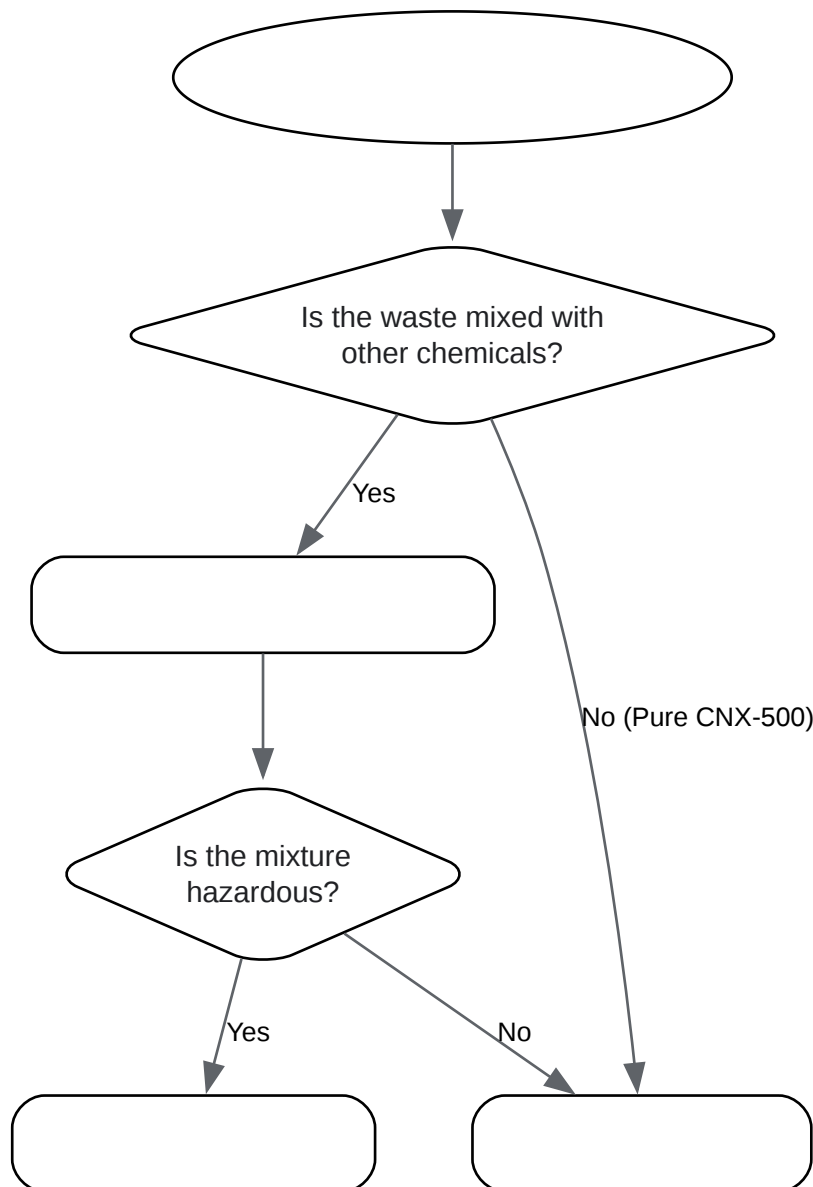 Is the waste mixed with
other chemicals?
Yes
No (Pure CNX-500)
Is the mixture
hazardous?
Yes
No